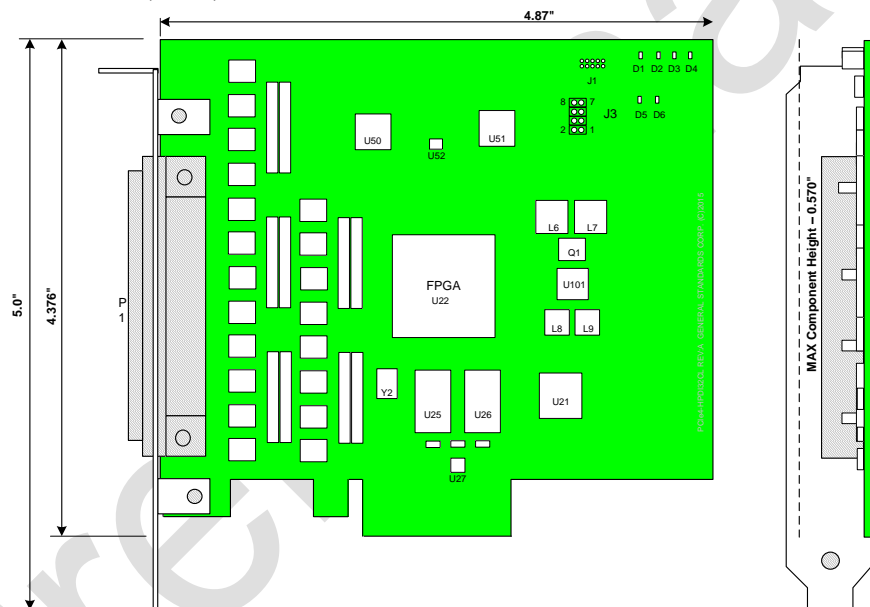 4.87"
D1 D2 D3 D4
J1
8 7
J3
D5 D6
2 1
U50
U51
U52
L6 L7
Q1
FPGA
U22
U101
P
1
5.0"
4.376"
L8 L9
Y2
U25
U26
U21
U27
MAX Component Height – 0.570"